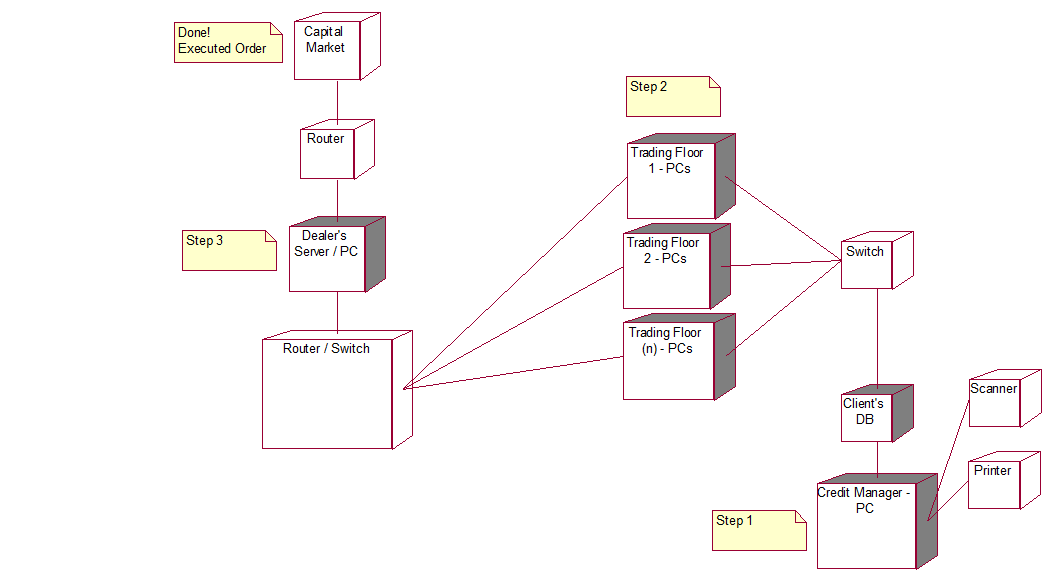 Done!
Executed Order
Capital
Market
Router
Step 3
Dealer's
Server / PC
Router / Switch
Step 2
Trading Floor
1 - PCs
Trading Floor
2 - PCs
Trading Floor
(n) - PCs
Switch
Client's
DB
Scanner
Printer
Credit Manager -
PC
Step 1